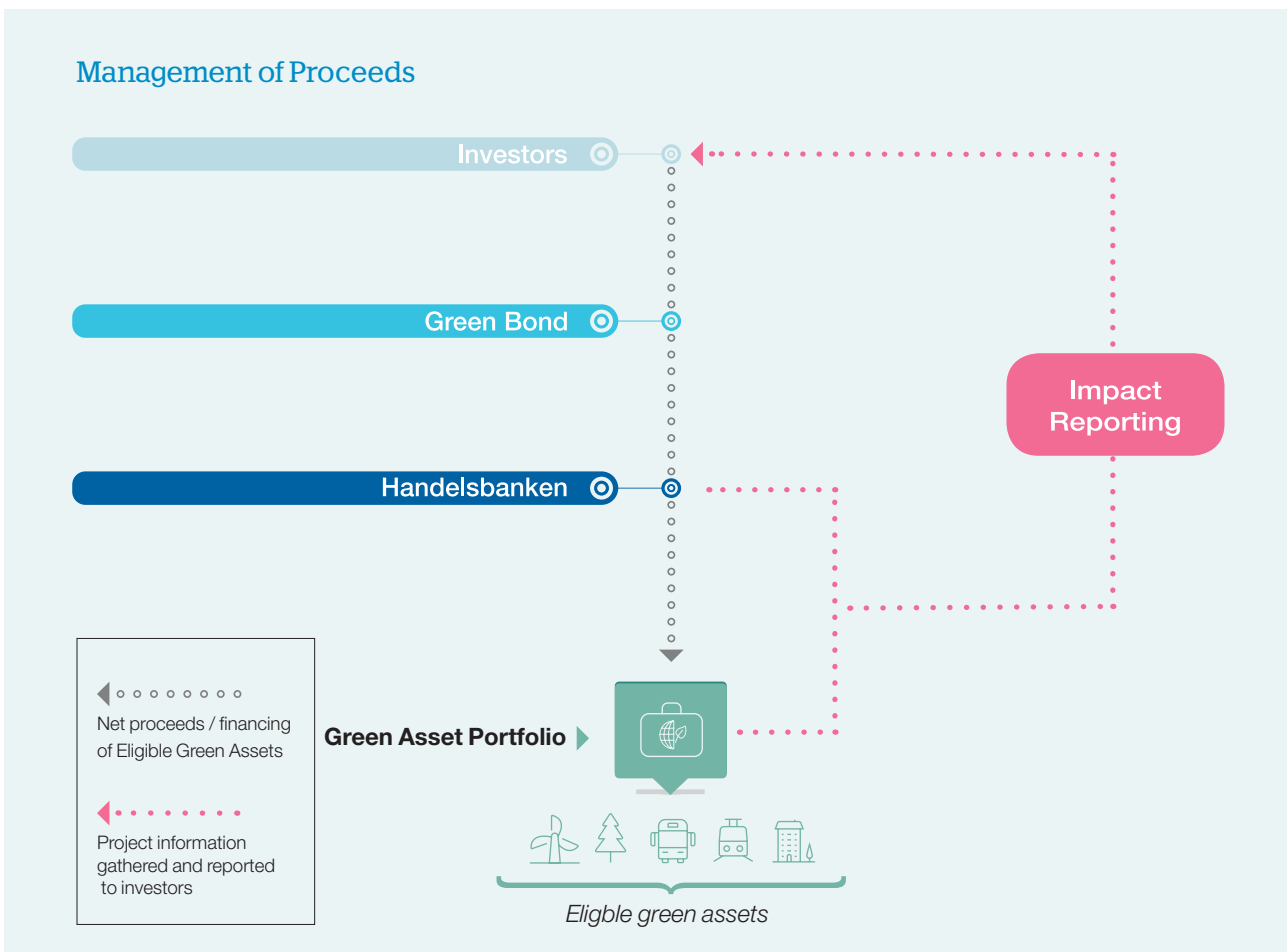 Management of Proceeds
Investors
Green Bond
Impact
Reporting
Handelsbanken
Net proceeds / financing
of Eligible Green Assets
Green Asset Portfolio
Project information
gathered and reported
to investors
Eligble green assets